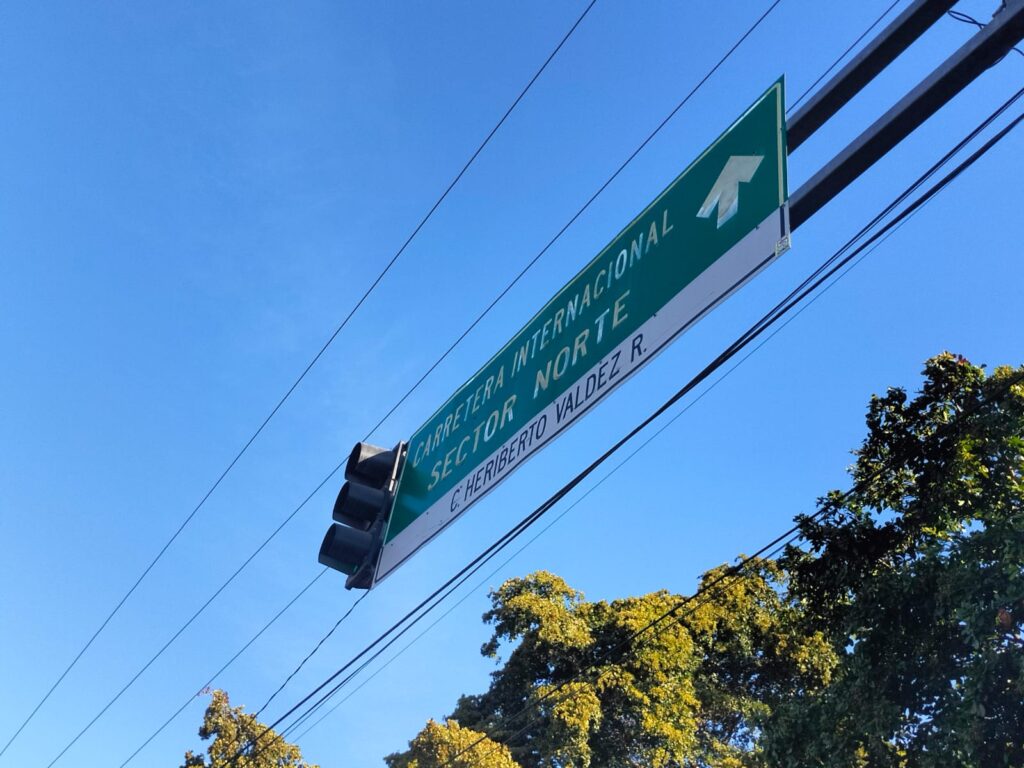 CARRETERA INTERNACIONAL
SECTOR NORTE
C. HERIBERTO VALDEZ R.